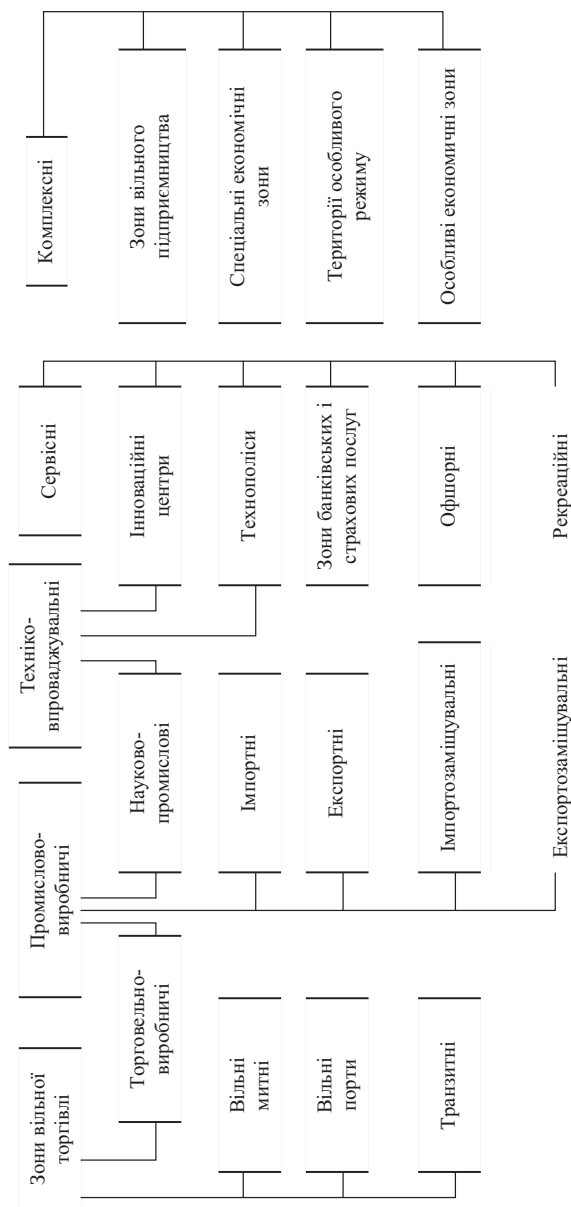 Зони вільної
торгівлі
Промислово-
виробничі
Техніко-
впроваджувальні
Сервісні
Комплексні
Торговельно-
виробничі
Науково-
промислові
Інноваційні
центри
Зони вільного
підприємництва
Вільні
митні
Імпортні
Технополіси
Спеціальні економічні
зони
Вільні
порти
Експортні
Зони банківських і
страхових послуг
Території особливого
режиму
Транзитні
Імпортозаміщувальні
Офшорні
Особливі економичні зони
Експортозаміщувальні
Рекреаційні